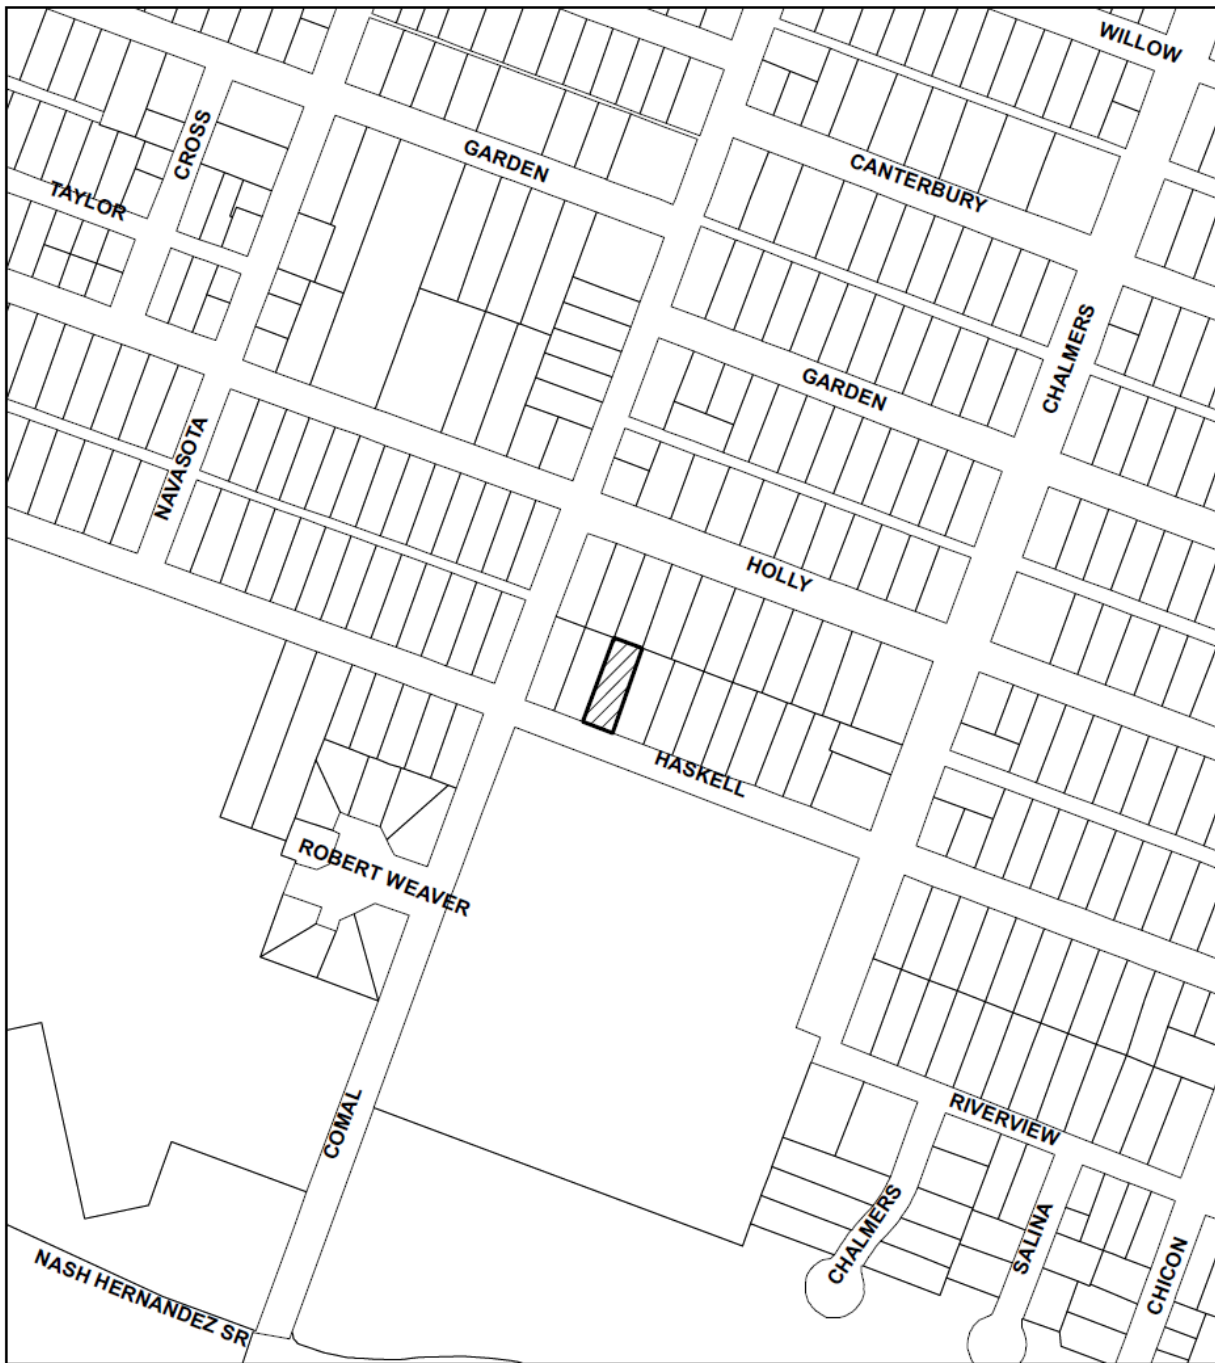 WILLOW
CROSS
GARDEN
CANTERBURY
TAYLOR
CHALMERS
GARDEN
NAVASOTA
HOLLY
HASKELL
ROBERT WEAVER
COMAL
RIVERVIEW
CHALMERS
SALINA
CHICON
NASH HERNANDEZ SR